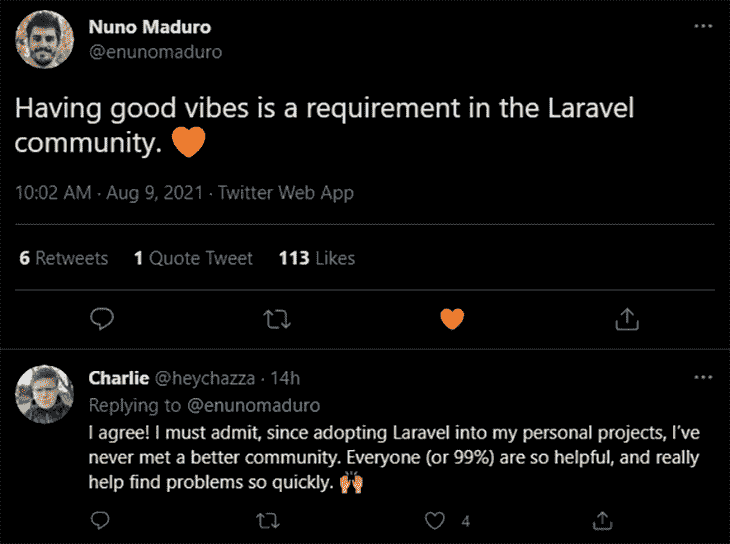 Nuno Maduro
@enunomaduro
Having good vibes is a requirement in the Laravel
community. 🧡
10:02 AM · Aug 9, 2021 · Twitter Web App
6 Retweets 1 Quote Tweet 113 Likes
Charlie @heychazza · 14h
Replying to @enunomaduro
I agree! I must admit, since adopting Laravel into my personal projects, I've
never met a better community. Everyone (or 99%) are so helpful, and really
help find problems so quickly. 🙌
4